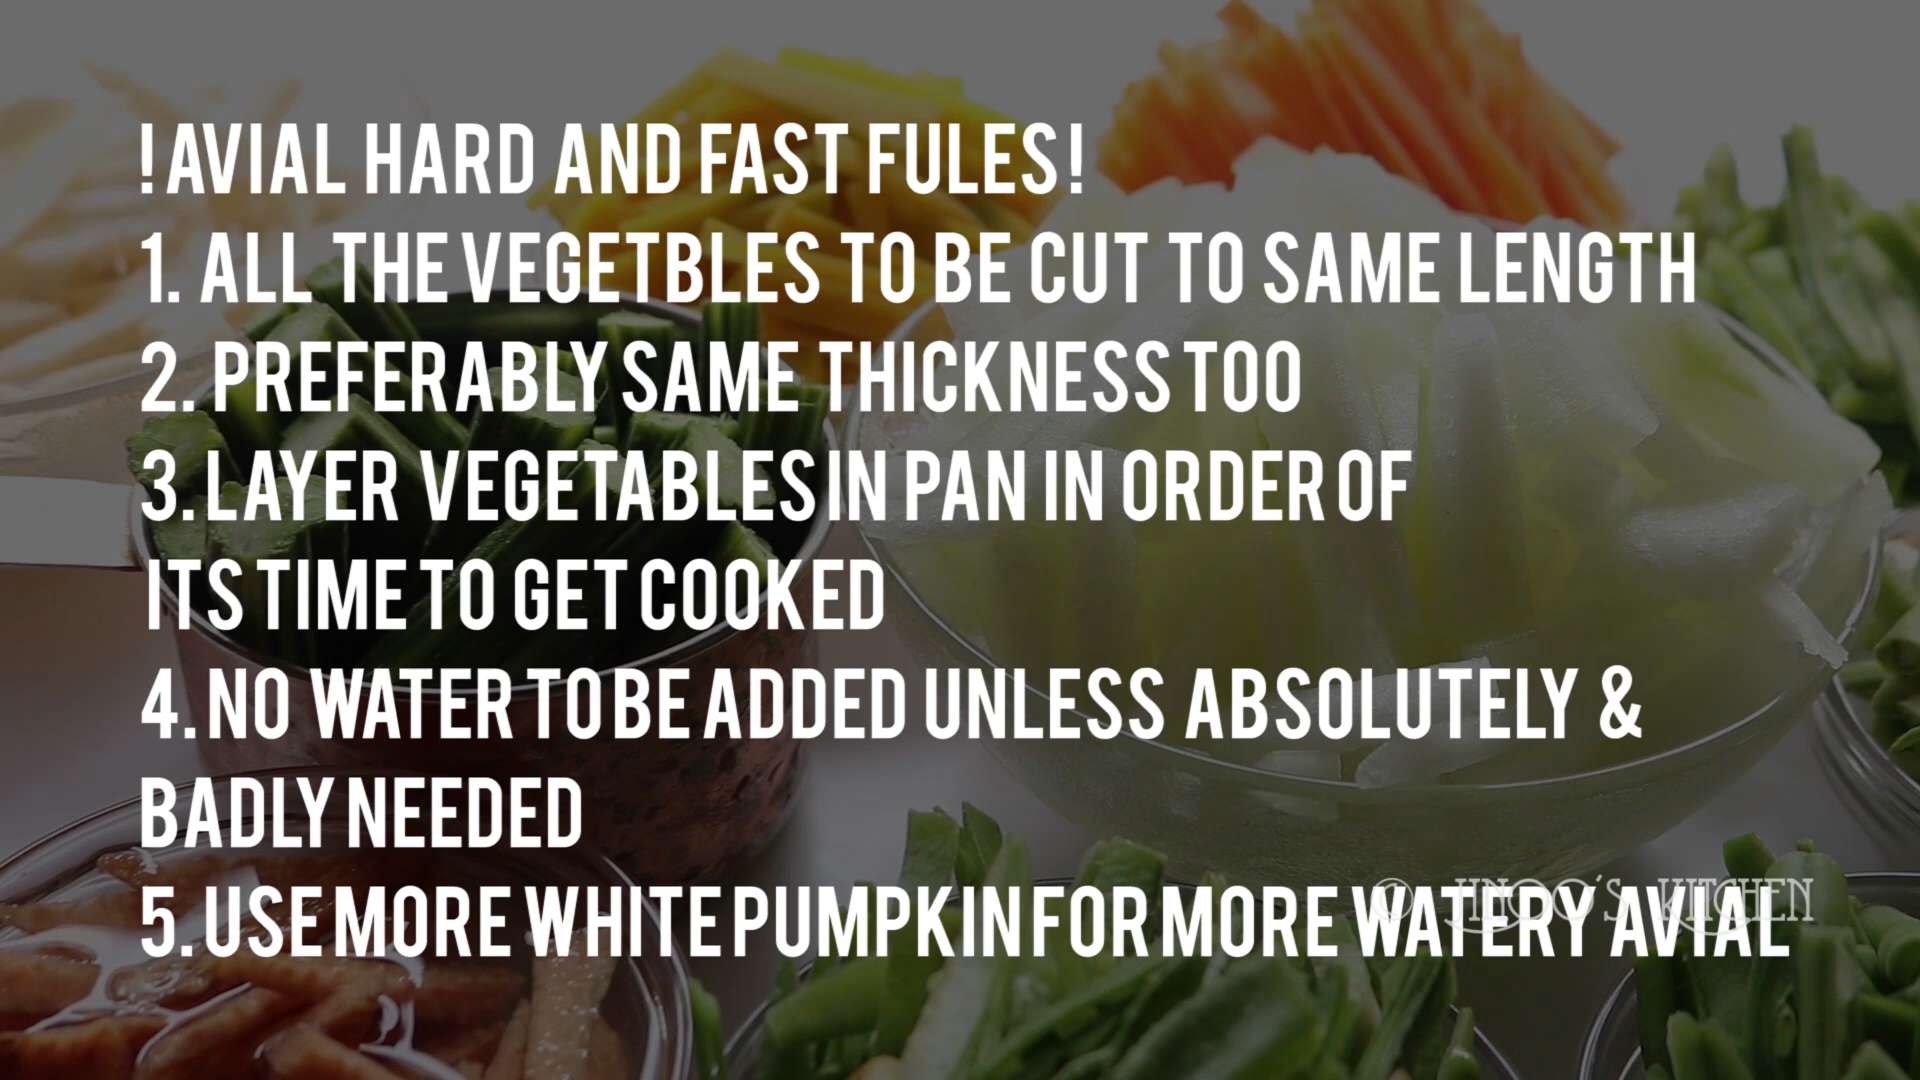 ! AVIAL HARD AND FAST FULES !
1. ALL THE VEGETBLES TO BE CUT TO SAME LENGTH
2. PREFERABLY SAME THICKNESS TOO
3. LAYER VEGETABLES IN PAN IN ORDER OF
ITS TIME TO GET COOKED
4. NO WATER TO BE ADDED UNLESS ABSOLUTELY &
BADLY NEEDED
5. USE MORE WHITE PUMPKIN FOR MORE WATERY AVIAL
© JINOO'S KITCHEN